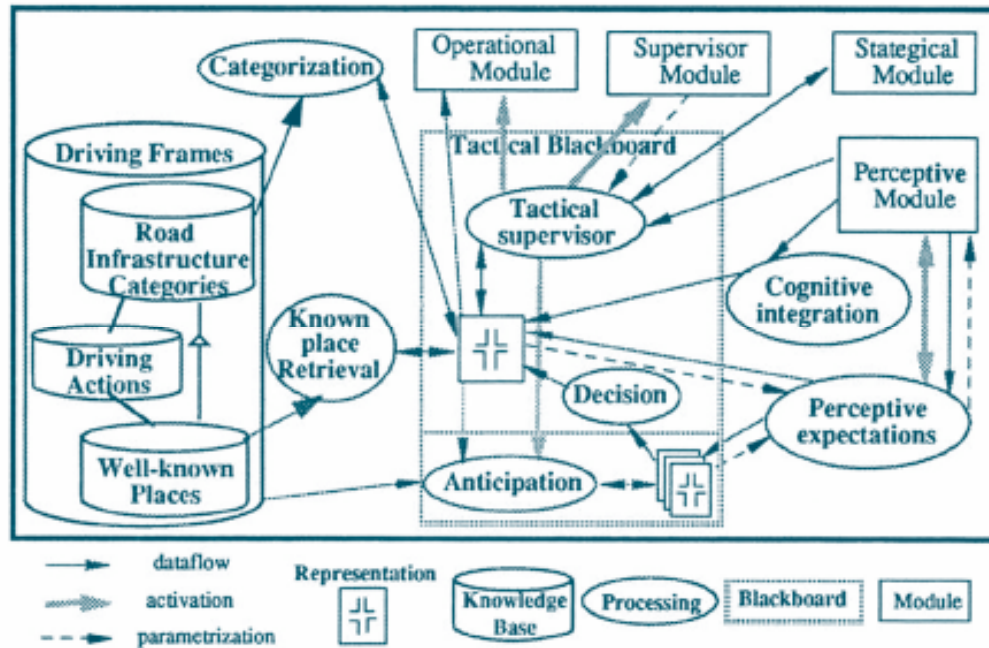 Operational
Module
Supervisor
Module
Stategical
Module
Categorization
Driving Frames
Tactical Blackboard
Perceptive
Module
Road
Infrastructure
Categories
Tactical
supervisor
Cognitive
integration
Known
place
Retrieval
Driving
Actions
Decision
Perceptive
expectations
Well-known
Places
Anticipation
dataflow
activation
parametrization
Representation
Knowledge
Base
Processing
Blackboard
Module